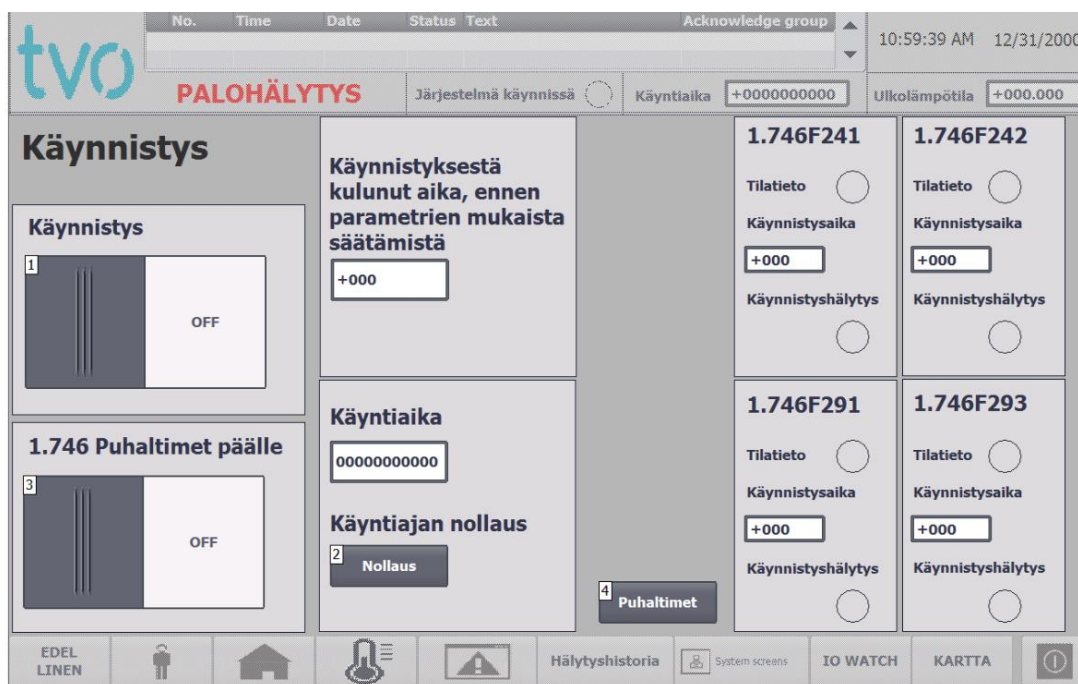 tvo
No. Time Date Status Text Acknowledge group
10:59:39 AM 12/31/2000
PALOHÄLYTYS Järjestelmä käynnissä Käyntiaika +0000000000 Ulkolämpötila +000.000
Käynnistys
Käynnistys
1
OFF
1.746 Puhaltimet päälle
3
OFF
Käynnistyksestä
kulunut aika, ennen
parametrien mukaista
säätämistä
+000
Käyntiaika
00000000000
Käyntiajan nollaus
2
Nollaus
4
Puhaltimet
1.746F241
Tilatieto
Käynnistysaika
+000
Käynnistyshälytys
1.746F242
Tilatieto
Käynnistysaika
+000
Käynnistyshälytys
1.746F291
Tilatieto
Käynnistysaika
+000
Käynnistyshälytys
1.746F293
Tilatieto
Käynnistysaika
+000
Käynnistyshälytys
EDEL
LINEN
Hälytyshistoria System screens IO WATCH KARTTA